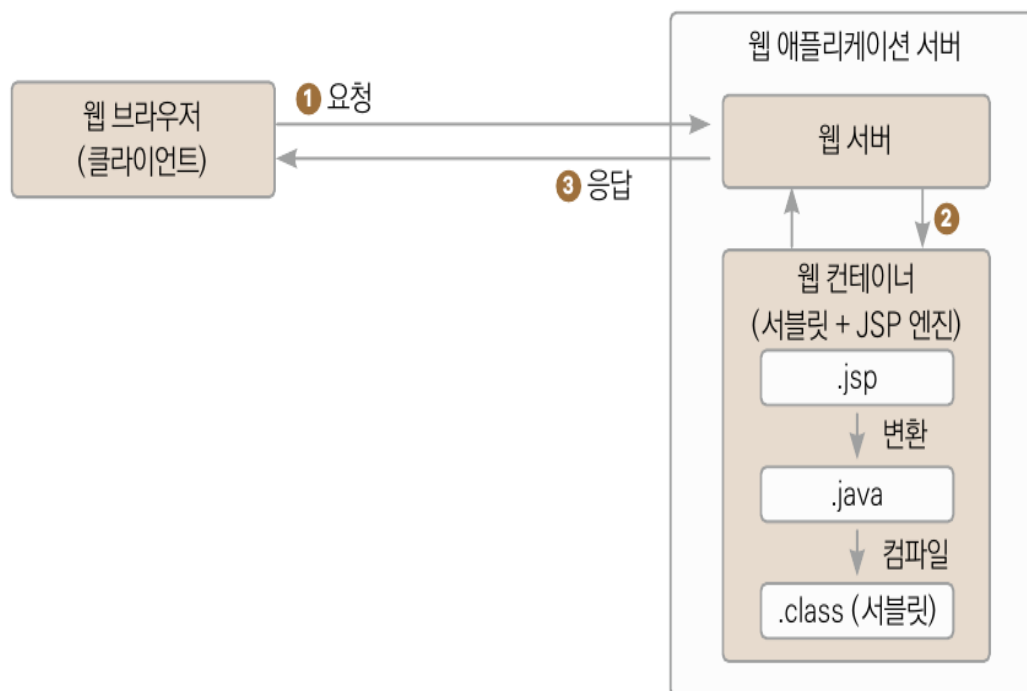 웹 애플리케이션 서버
웹 브라우저
(클라이언트)
1 요청
3 응답
웹 서버
2
웹 컨테이너
(서블릿 + JSP 엔진)
.jsp
변환
.java
컴파일
.class (서블릿)